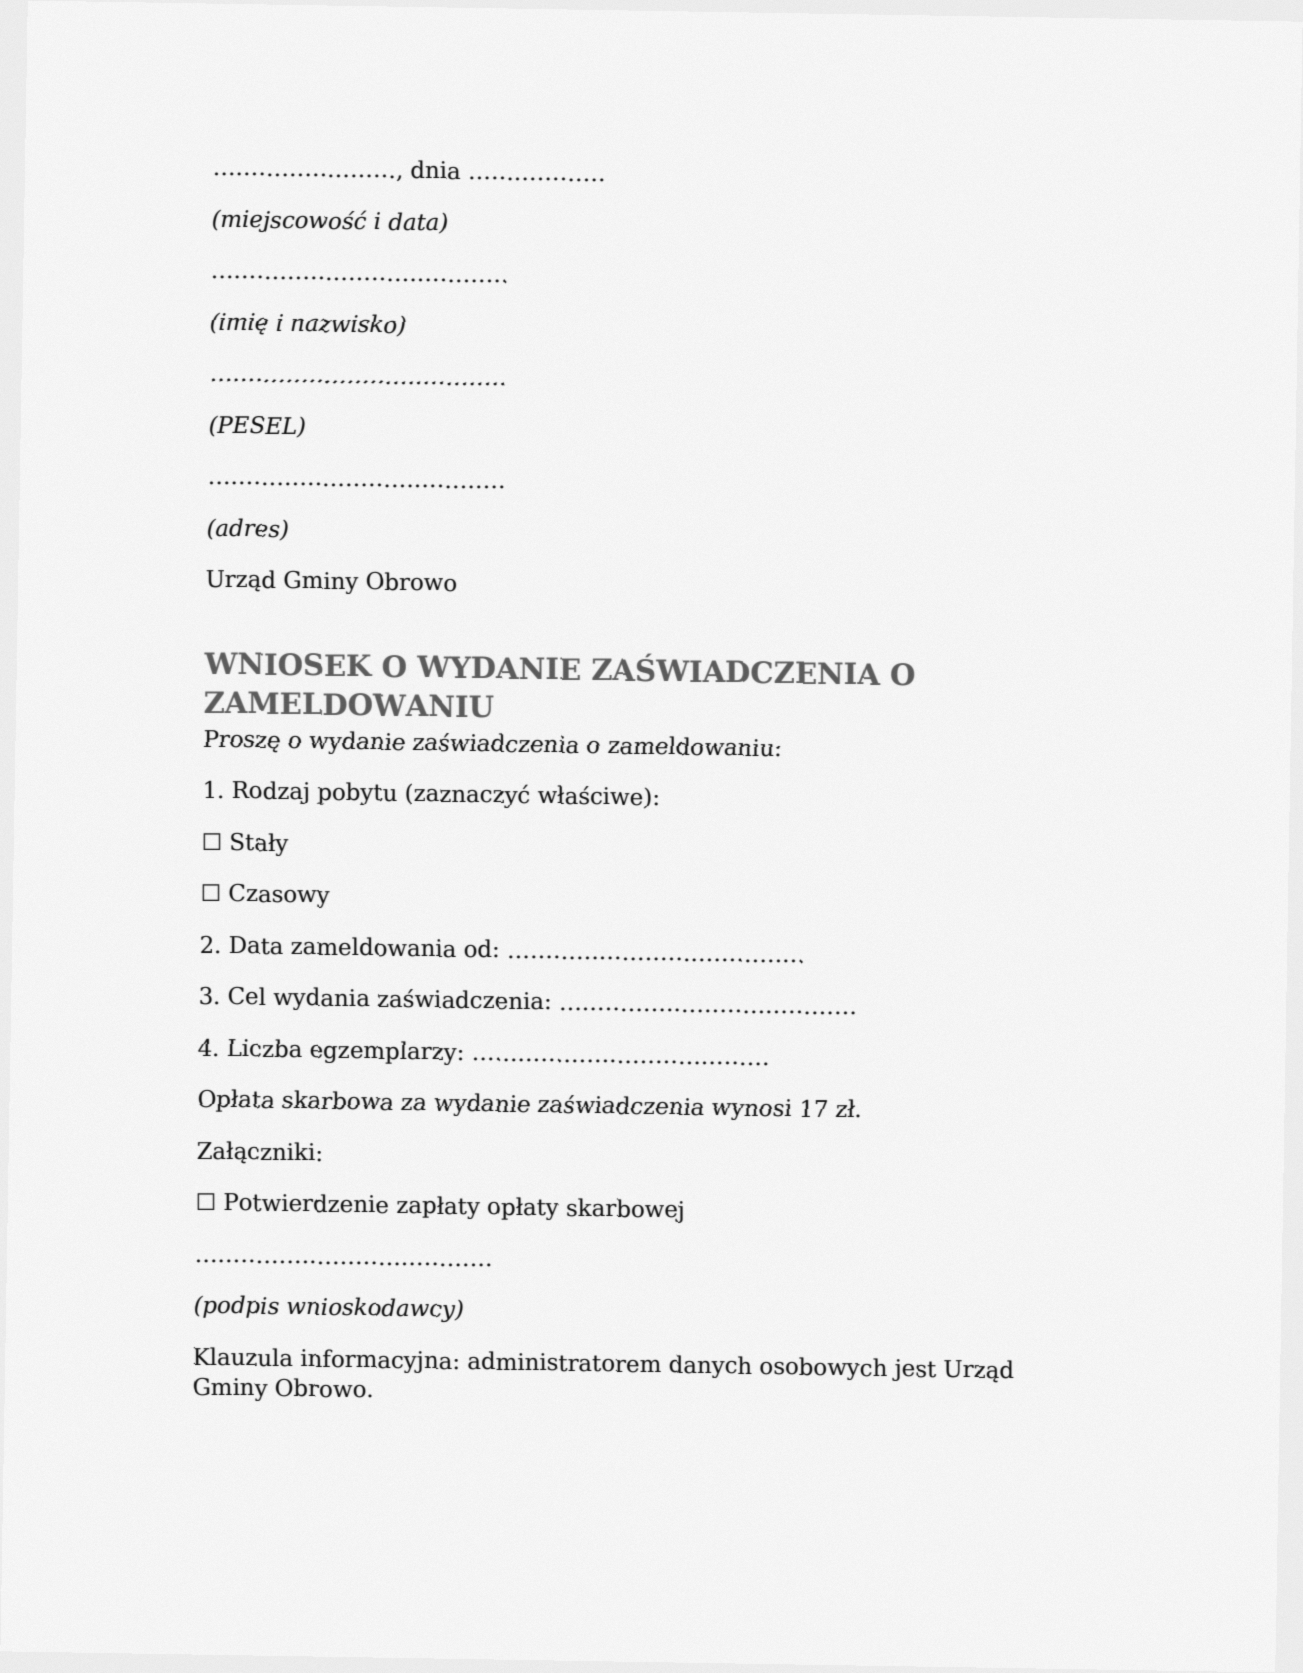 ........................, dnia ..................
(miejscowość i data)
.......................................
(imię i nazwisko)
.......................................
(PESEL)
.......................................
(adres)
Urząd Gminy Obrowo
WNIOSEK O WYDANIE ZAŚWIADCZENIA O
ZAMELDOWANIU
Proszę o wydanie zaświadczenia o zameldowaniu:
1. Rodzaj pobytu (zaznaczyć właściwe):
☐ Stały
☐ Czasowy
2. Data zameldowania od: .......................................
3. Cel wydania zaświadczenia: .......................................
4. Liczba egzemplarzy: .......................................
Opłata skarbowa za wydanie zaświadczenia wynosi 17 zł.
Załączniki:
☐ Potwierdzenie zapłaty opłaty skarbowej
.......................................
(podpis wnioskodawcy)
Klauzula informacyjna: administratorem danych osobowych jest Urząd
Gminy Obrowo.